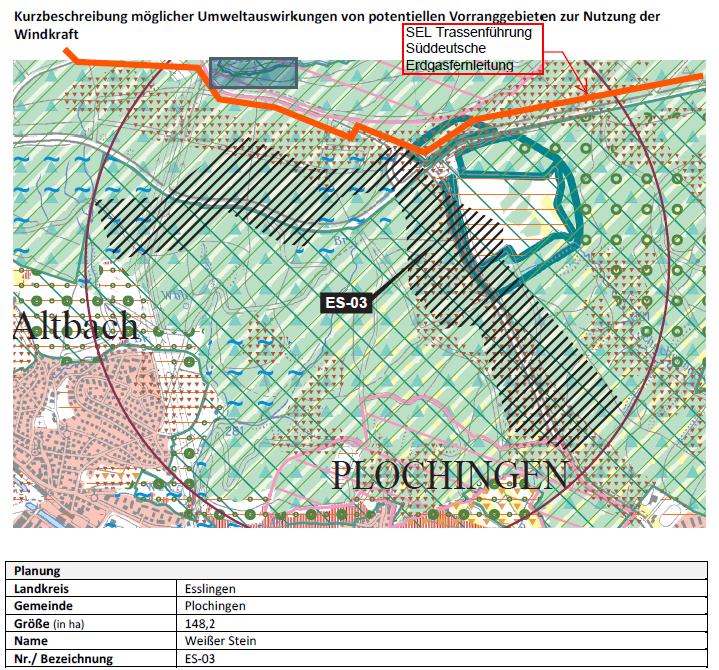 Kurzbeschreibung möglicher Umweltauswirkungen von potentiellen Vorranggebieten zur Nutzung der
Windkraft
SEL Trassenführung
Süddeutsche
Erdgasfernleitung
ES-03
Altbach
PLOCHINGEN
Planung
Landkreis Esslingen
Gemeinde Plochingen
Größe (in ha) 148,2
Name Weißer Stein
Nr./ Bezeichnung ES-03